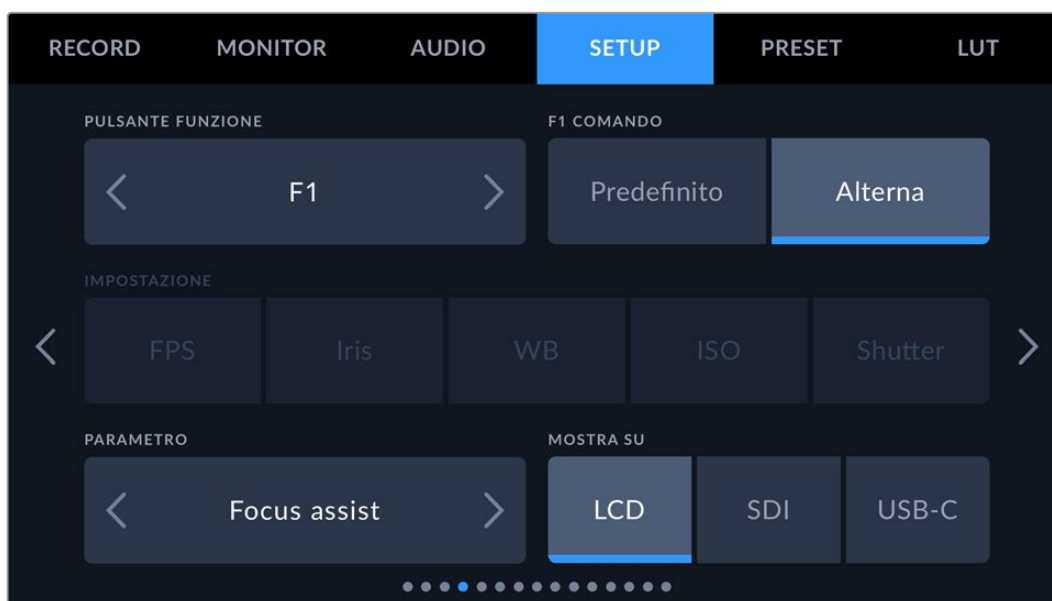 RECORD MONITOR AUDIO SETUP PRESET LUT
PULSANTE FUNZIONE F1 COMANDO
F1 Predefinito Alterna
IMPOSTAZIONE
FPS Iris WB ISO Shutter
PARAMETRO MOSTRA SU
Focus assist LCD SDI USB-C